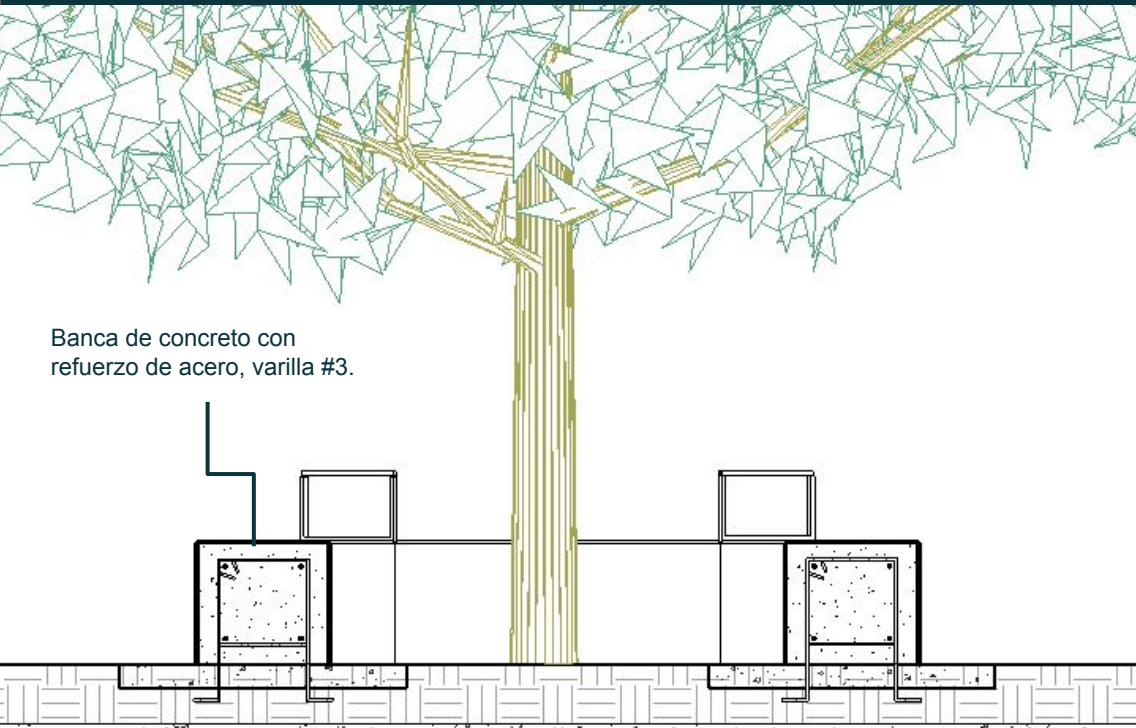 Banca de concreto con
refuerzo de acero, varilla #3.